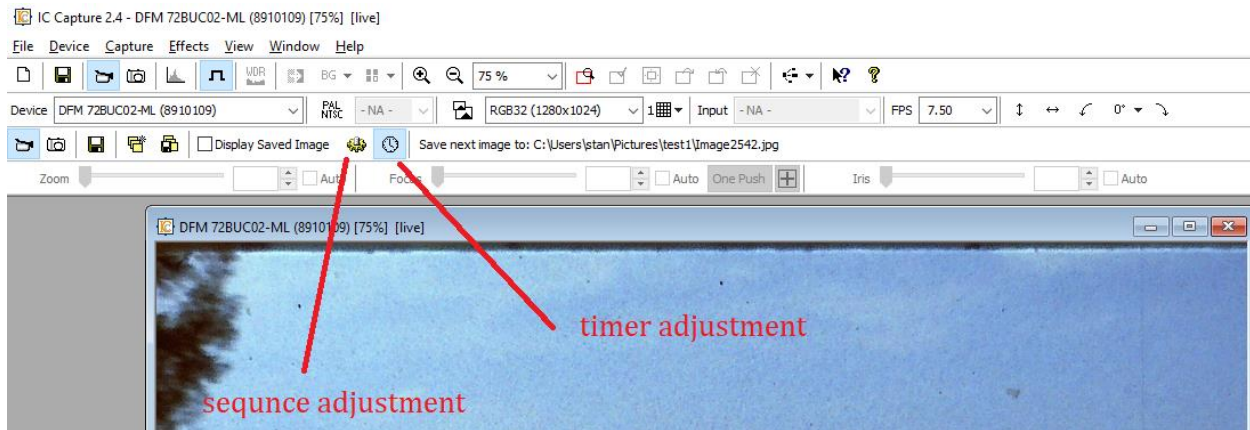 IC Capture 2.4 - DFM 72BUC02-ML (8910109) [75%]  [live]
File Device Capture Effects View Window Help
WDR BG 75 %
Device DFM 72BUC02-ML (8910109) PAL NTSC - NA - RGB32 (1280x1024) 1 Input - NA - FPS 7.50 0°
Display Saved Image Save next image to: C:\Users\stan\Pictures\test1\Image2542.jpg
Zoom Auto Focus Auto One Push Iris Auto
IC DFM 72BUC02-ML (8910109) [75%]  [live]
timer adjustment
sequnce adjustment